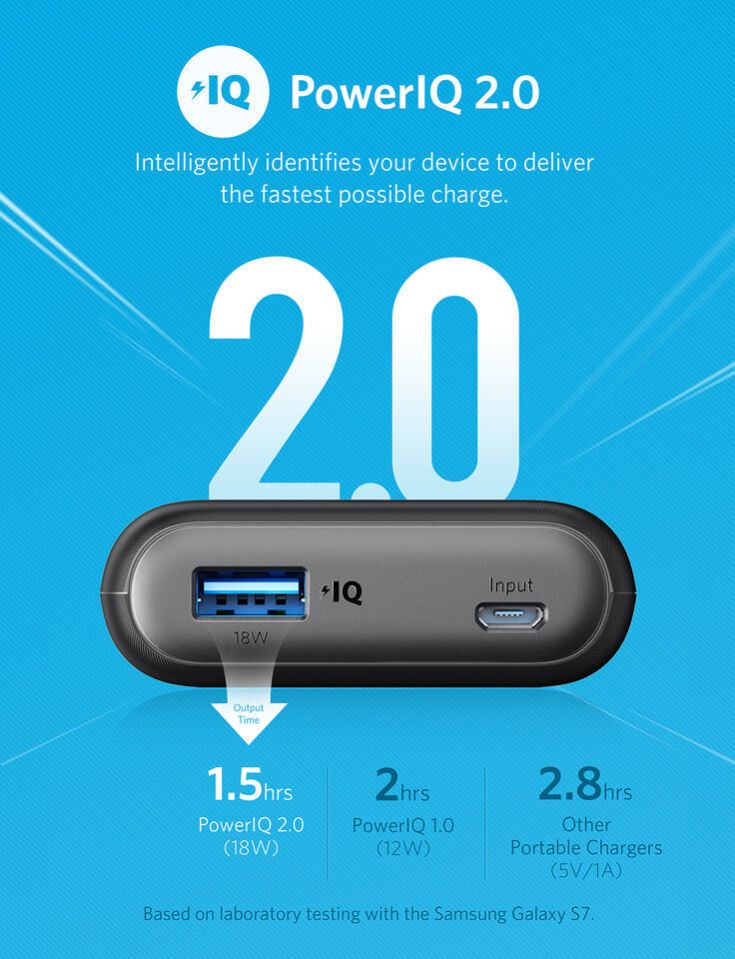 IQ PowerIQ 2.0
Intelligently identifies your device to deliver
the fastest possible charge.
2.0
IQ
Input
18W
Output
Time
1.5hrs
PowerIQ 2.0
(18W)
2hrs
PowerIQ 1.0
(12W)
2.8hrs
Other
Portable Chargers
(5V/1A)
Based on laboratory testing with the Samsung Galaxy S7.